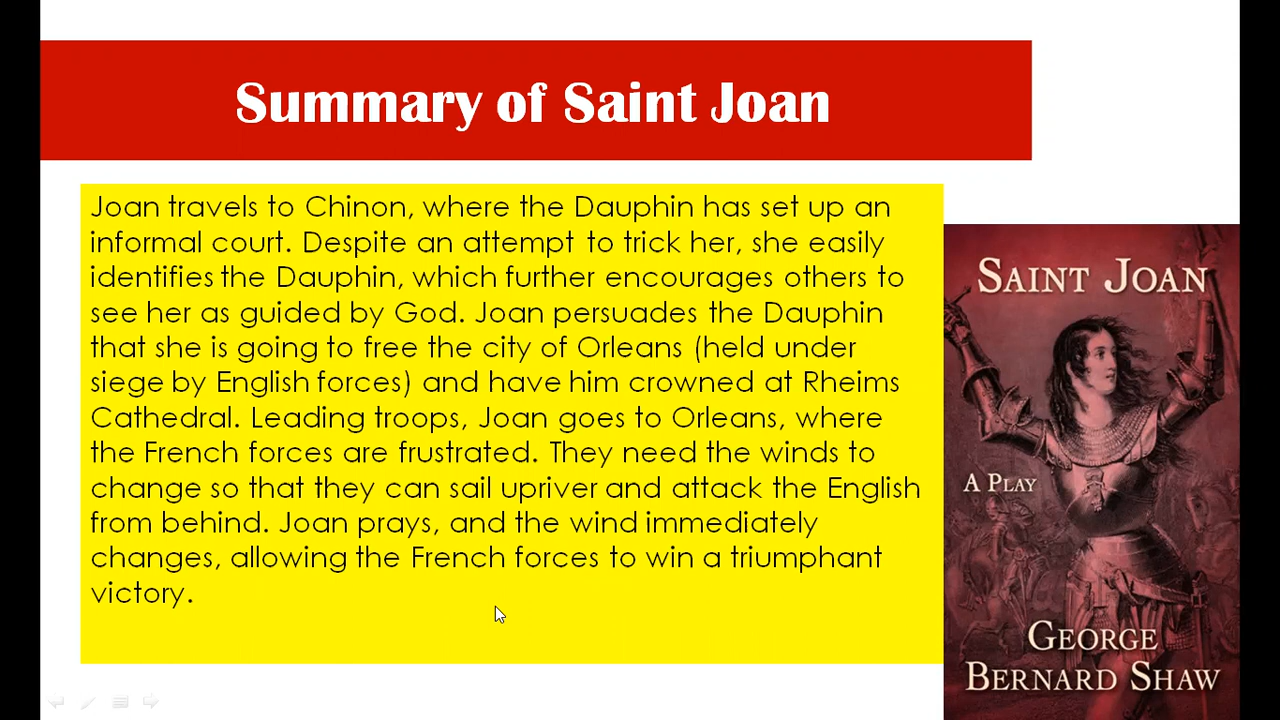 Summary of Saint Joan
Joan travels to Chinon, where the Dauphin has set up an
informal court. Despite an attempt to trick her, she easily
identifies the Dauphin, which further encourages others to
see her as guided by God. Joan persuades the Dauphin
that she is going to free the city of Orleans (held under
siege by English forces) and have him crowned at Rheims
Cathedral. Leading troops, Joan goes to Orleans, where
the French forces are frustrated. They need the winds to
change so that they can sail upriver and attack the English
from behind. Joan prays, and the wind immediately
changes, allowing the French forces to win a triumphant
victory.
SAINT JOAN
A PLAY
GEORGE
BERNARD SHAW